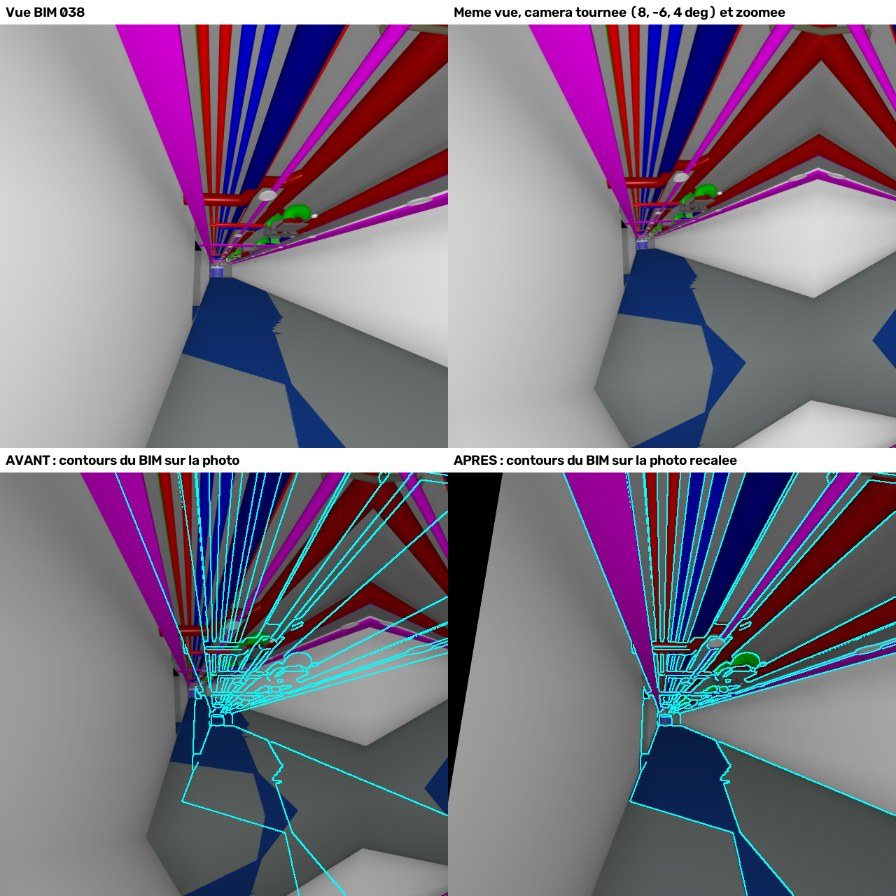 Vue BIM 038
Meme vue, camera tournee (8, -6, 4 deg) et zoomee
AVANT : contours du BIM sur la photo
APRES : contours du BIM sur la photo recalee